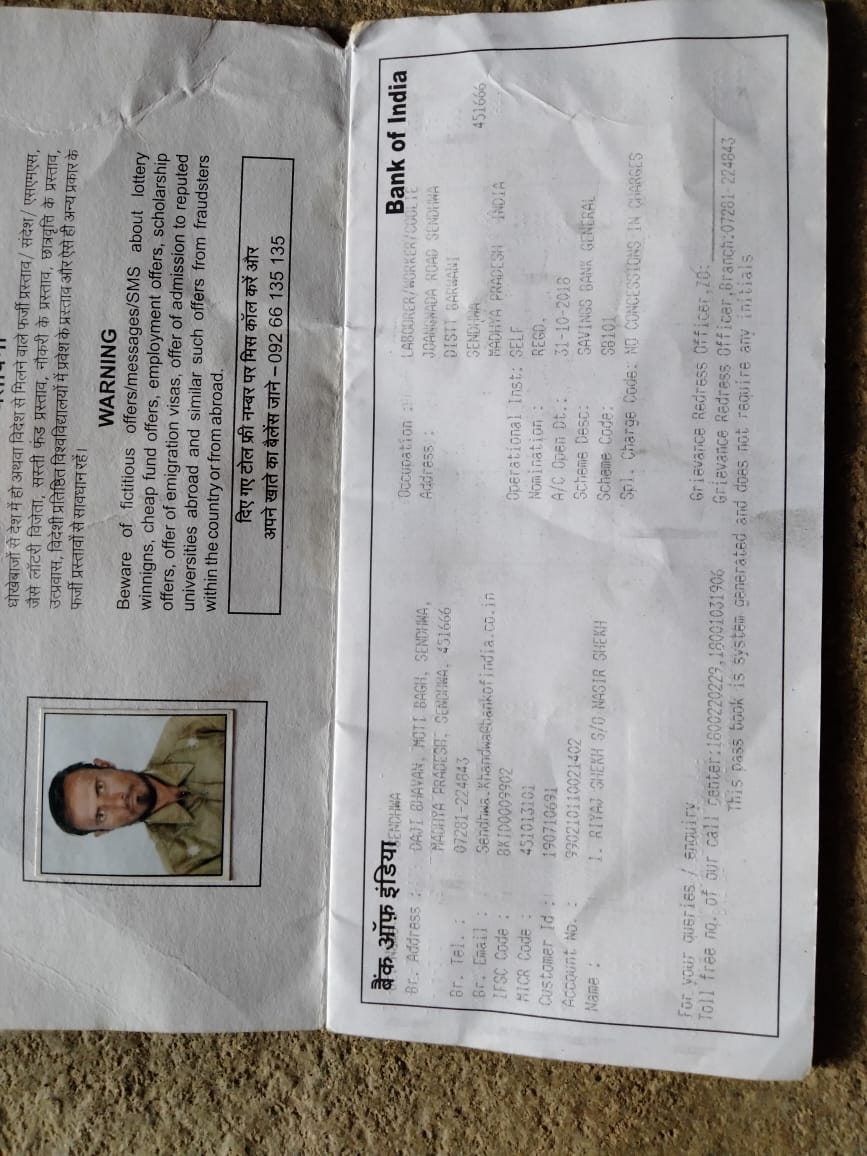 धोखेबाजों से देश में हो अथवा विदेश से मिलने वाले फर्जी प्रस्ताव/ संदेश/ एसएमएस,
जैसे लॉटरी विजेता, सस्ती फंड प्रस्ताव, नौकरी के प्रस्ताव, छात्रवृत्ति के प्रस्ताव,
उत्प्रवास, विदेशी प्रतिष्ठित विश्वविद्यालयों में प्रवेश के प्रस्ताव और ऐसे ही अन्य प्रकार के
फर्जी प्रस्तावों से सावधान रहें।
WARNING
Beware of fictitious offers/messages/SMS about lottery
winnigns, cheap fund offers, employment offers, scholarship
offers, offer of emigration visas, offer of admission to reputed
universities abroad and similar such offers from fraudsters
within the country or from abroad.
दिए गए टोल फ्री नम्बर पर मिस कॉल करें और
अपने खाते का बैलेंस जाने – 092 66 135 135
बैंक ऑफ़ इंडिया
Bank of India
SENDHWA
Br. Address : DAJI BHAVAN, MOTI BAGH, SENDHWA,
MADHYA PRADESH, SENDHWA, 451666
Br. Tel. : 07281-224843
Br. Email : Sendhwa.Khandwa@bankofindia.co.in
IFSC Code : BKID0009902
MICR Code : 451013101
Customer Id : 190710691
Account No. : 990210110021402
Name : 1. RIYAJ SHEKH S/O NASIR SHEKH
Occupation : LABOURER/WORKER/COOLIE
Address : JOANGWADA ROAD SENDHWA
DISTT BARWANI
SENDHWA 451666
MADHYA PRADESH INDIA
Operational Inst: SELF
Nomination : REGD.
A/C Open Dt.: 31-10-2018
Scheme Desc: SAVINGS BANK GENERAL
Scheme Code: SB101
Spl. Charge Code: NO CONCESSIONS IN CHARGES
For your queries / enquiry
Toll free no. of our call center:1800220229,18001031906
Grievance Redress Officer,ZO:
Grievance Redress Officer,Branch:07281-224843
This pass book is system generated and does not require any initials